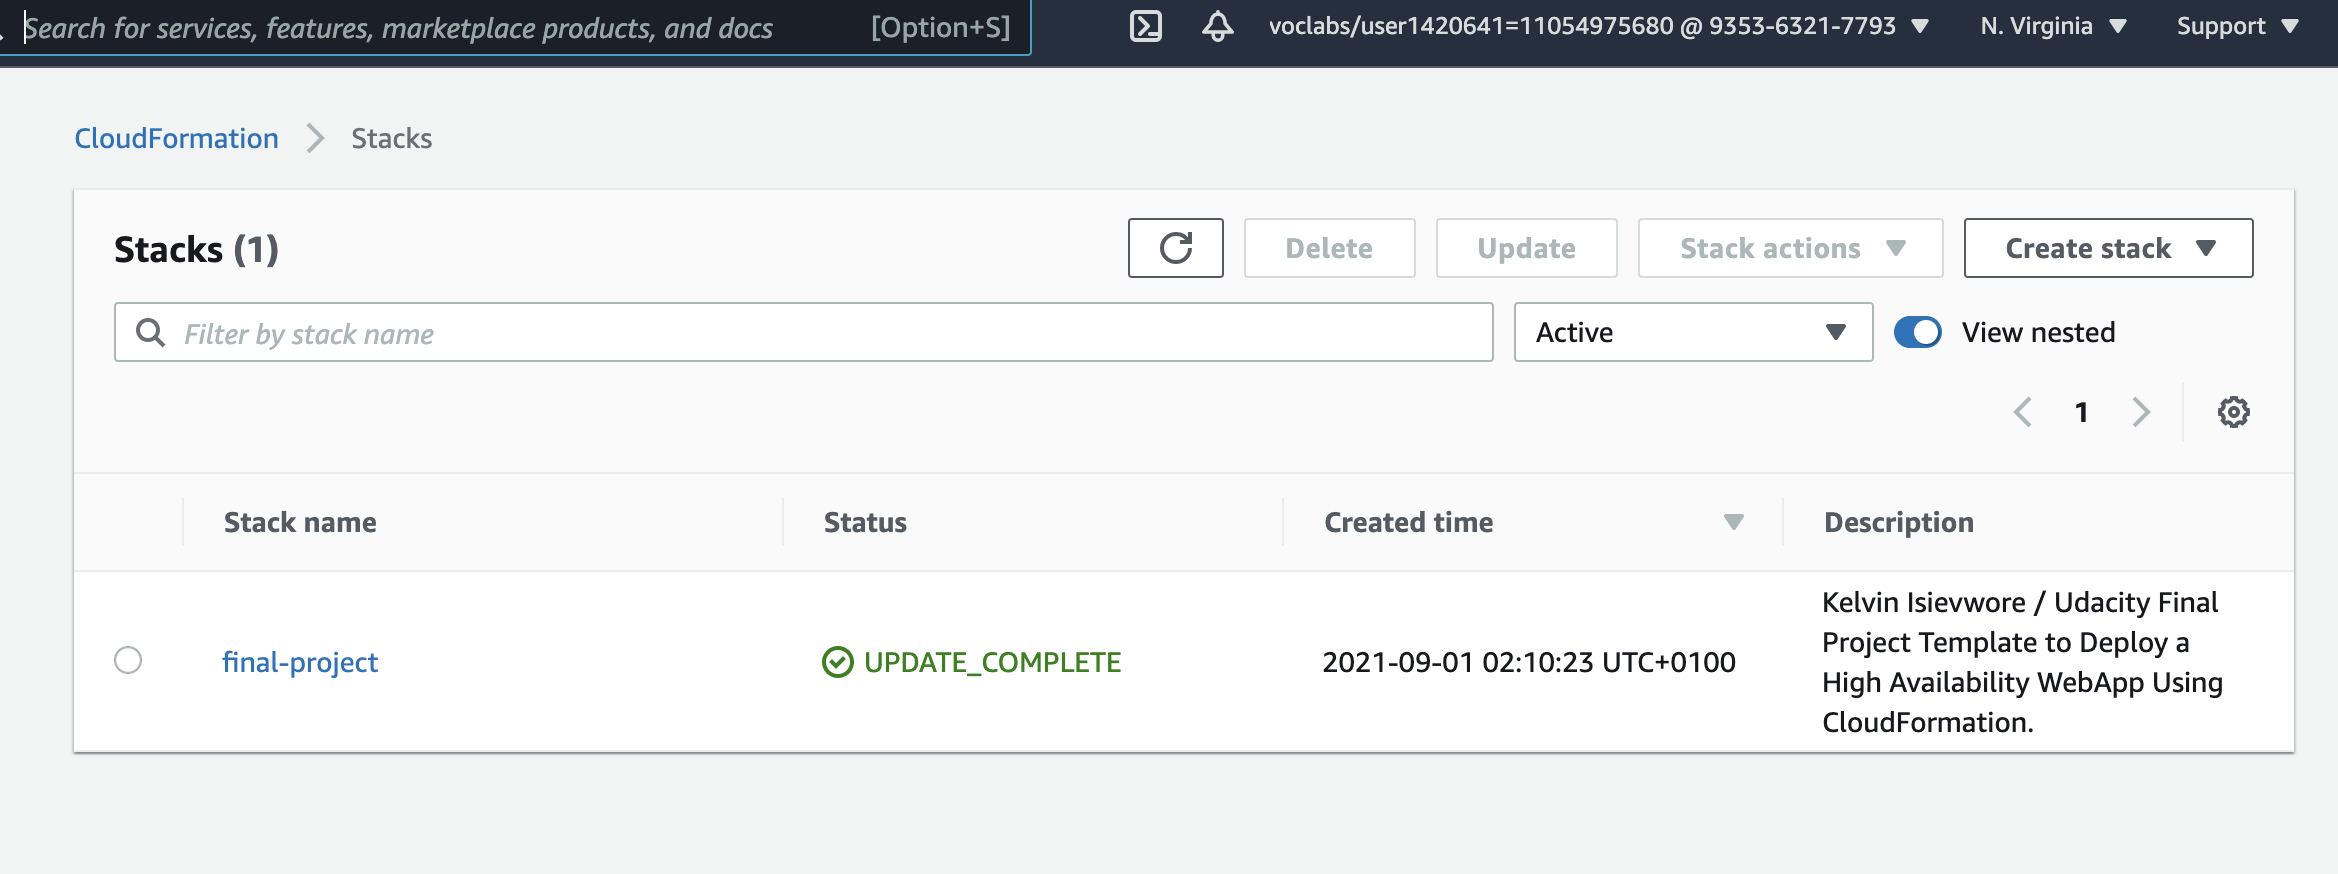 Search for services, features, marketplace products, and docs [Option+S] voclabs/user1420641=11054975680 @ 9353-6321-7793 N. Virginia Support
CloudFormation Stacks
Stacks (1) Delete Update Stack actions Create stack
Filter by stack name Active View nested
1
Stack name Status Created time Description
final-project UPDATE_COMPLETE 2021-09-01 02:10:23 UTC+0100 Kelvin Isievwore / Udacity Final
Project Template to Deploy a
High Availability WebApp Using
CloudFormation.